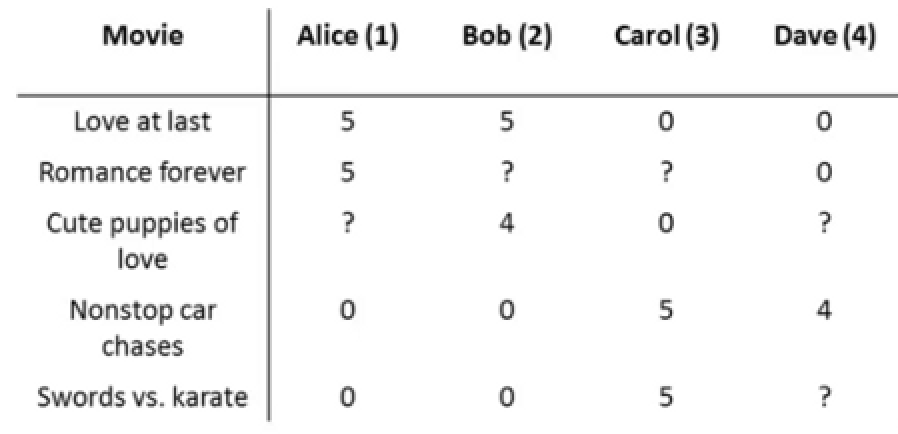 Movie Alice (1) Bob (2) Carol (3) Dave (4)
Love at last 5 5 0 0
Romance forever 5 ? ? 0
Cute puppies of ? 4 0 ?
love
Nonstop car 0 0 5 4
chases
Swords vs. karate 0 0 5 ?